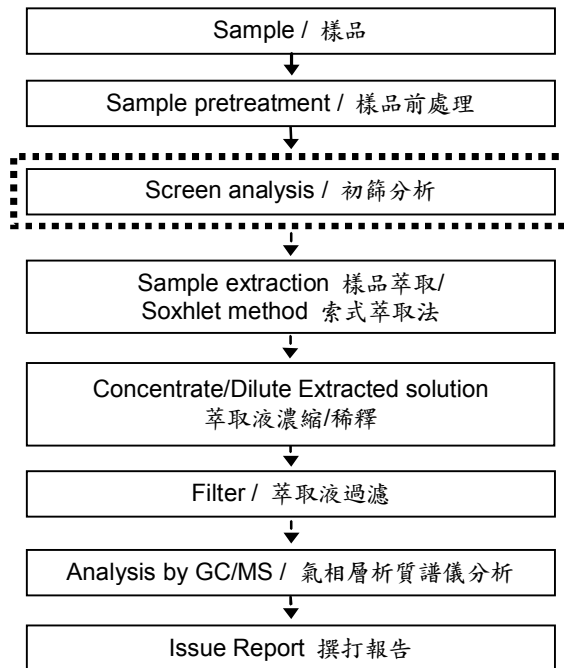 Sample / 樣品
Sample pretreatment / 樣品前處理
Screen analysis / 初篩分析
Sample extraction 樣品萃取/
Soxhlet method 索式萃取法
Concentrate/Dilute Extracted solution
萃取液濃縮/稀釋
Filter / 萃取液過濾
Analysis by GC/MS / 氣相層析質譜儀分析
Issue Report 撰打報告